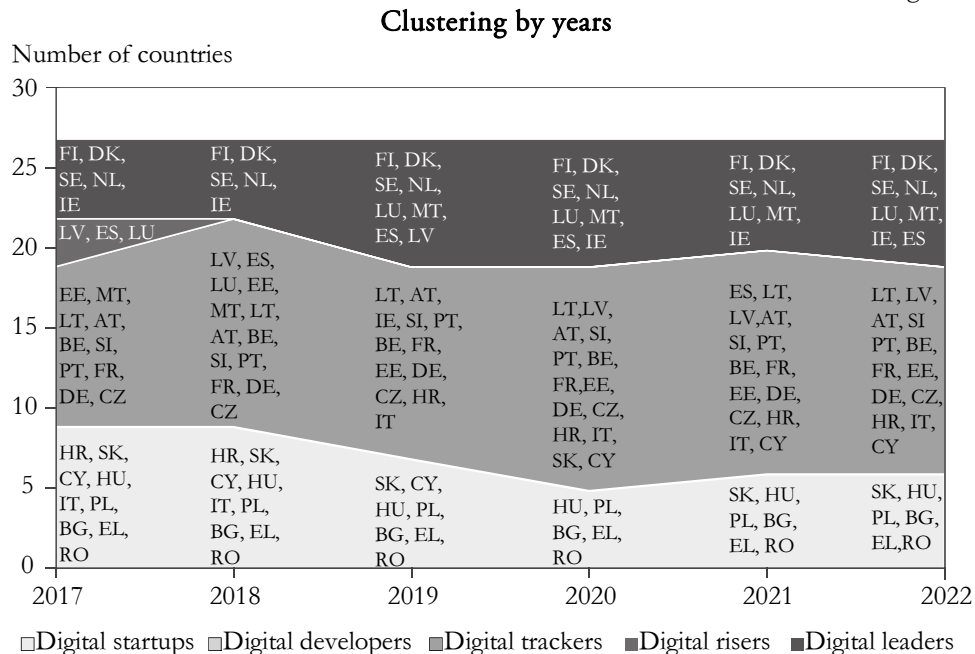 Clustering by years
Number of countries
30
25
20
15
10
5
0
FI, DK,
SE, NL,
IE
LV, ES, LU
EE, MT,
LT, AT,
BE, SI,
PT, FR,
DE, CZ
HR, SK,
CY, HU,
IT, PL,
BG, EL,
RO
FI, DK,
SE, NL,
IE
LV, ES,
LU, EE,
MT, LT,
AT, BE,
SI, PT,
FR, DE,
CZ
HR, SK,
CY, HU,
IT, PL,
BG, EL,
RO
FI, DK,
SE, NL,
LU, MT,
ES, LV
LT, AT,
IE, SI, PT,
BE, FR,
EE, DE,
CZ, HR,
IT
SK, CY,
HU, PL,
BG, EL,
RO
FI, DK,
SE, NL,
LU, MT,
ES, IE
LT,LV,
AT, SI,
PT, BE,
FR,EE,
DE, CZ,
HR, IT,
SK, CY
HU, PL,
BG, EL,
RO
FI, DK,
SE, NL,
LU, MT,
IE
ES, LT,
LV,AT,
SI, PT,
BE, FR,
EE, DE,
CZ, HR,
IT, CY
SK, HU,
PL, BG,
EL, RO
FI, DK,
SE, NL,
LU, MT,
IE, ES
LT, LV,
AT, SI
PT, BE,
FR, EE,
DE, CZ,
HR, IT,
CY
SK, HU,
PL, BG,
EL,RO
2017 2018 2019 2020 2021 2022
Digital startups Digital developers Digital trackers Digital risers Digital leaders